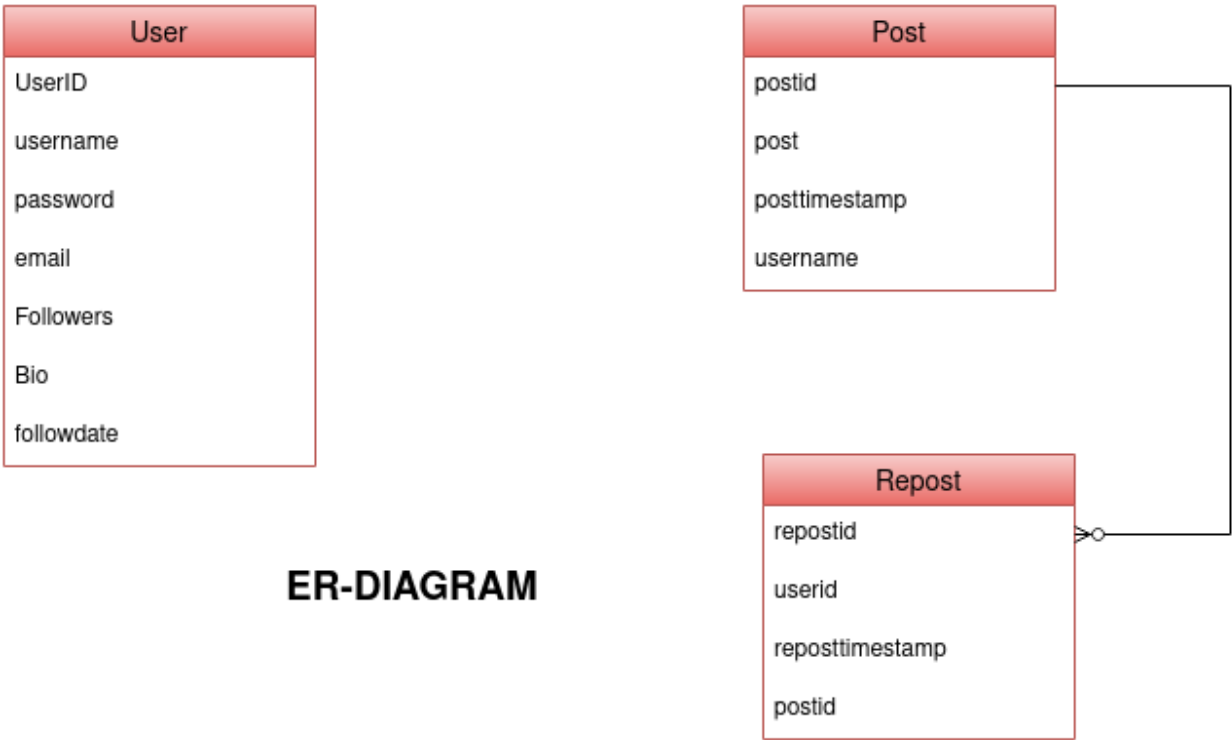 User
UserID
username
password
email
Followers
Bio
followdate
Post
postid
post
posttimestamp
username
Repost
repostid
userid
reposttimestamp
postid
ER-DIAGRAM